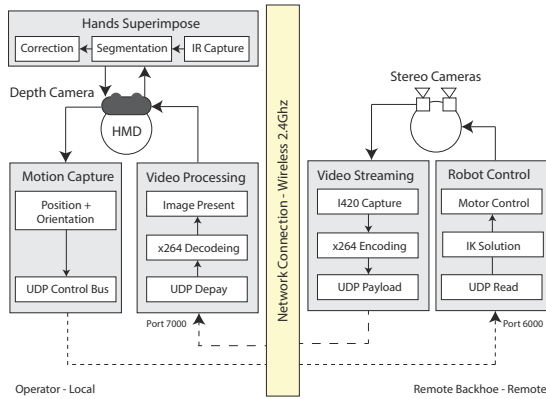 Hands Superimpose
Correction
Segmentation
IR Capture
Depth Camera
HMD
Stereo Cameras
Motion Capture
Position +
Orientation
UDP Control Bus
Video Processing
Image Present
x264 Decodeing
UDP Depay
Network Connection - Wireless 2.4Ghz
Video Streaming
I420 Capture
x264 Encoding
UDP Payload
Robot Control
Motor Control
IK Solution
UDP Read
Port 7000
Port 6000
Operator - Local
Remote Backhoe - Remote